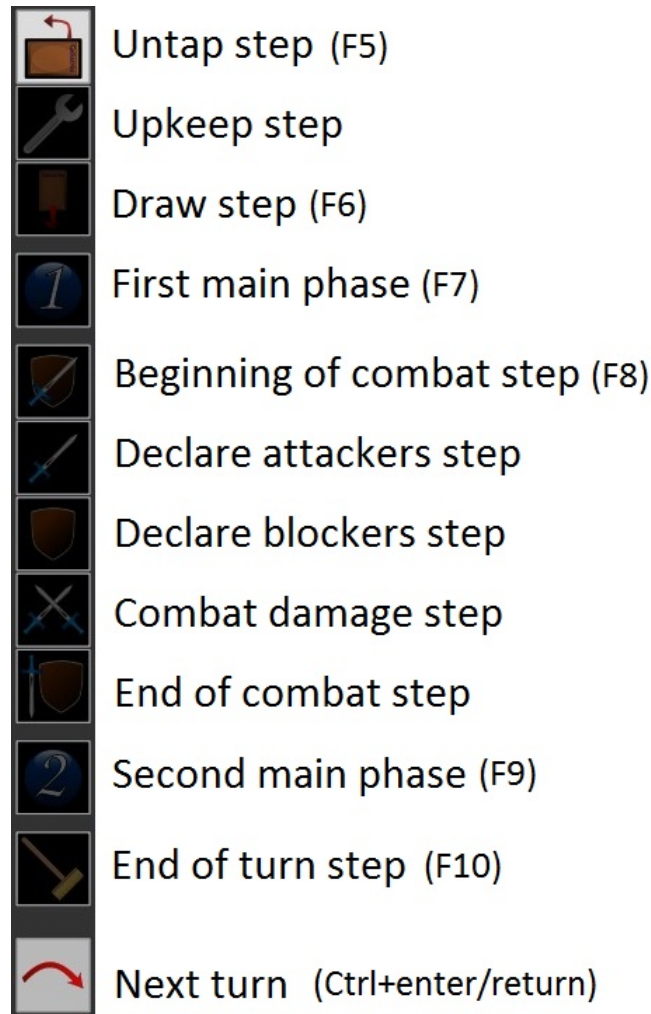 Untap step (F5)
Upkeep step
Draw step (F6)
1 First main phase (F7)
Beginning of combat step (F8)
Declare attackers step
Declare blockers step
Combat damage step
End of combat step
2 Second main phase (F9)
End of turn step (F10)
Next turn (Ctrl+enter/return)